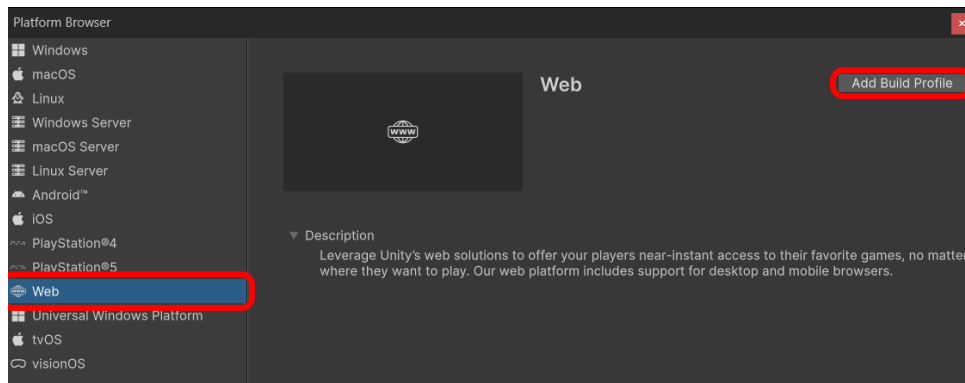 Platform Browser
Windows
macOS
Linux
Windows Server
macOS Server
Linux Server
Android™
iOS
PS4 PlayStation®4
PS5 PlayStation®5
Web
Universal Windows Platform
tvOS
visionOS
www
Web
Add Build Profile
Description
Leverage Unity's web solutions to offer your players near-instant access to their favorite games, no matter
where they want to play. Our web platform includes support for desktop and mobile browsers.